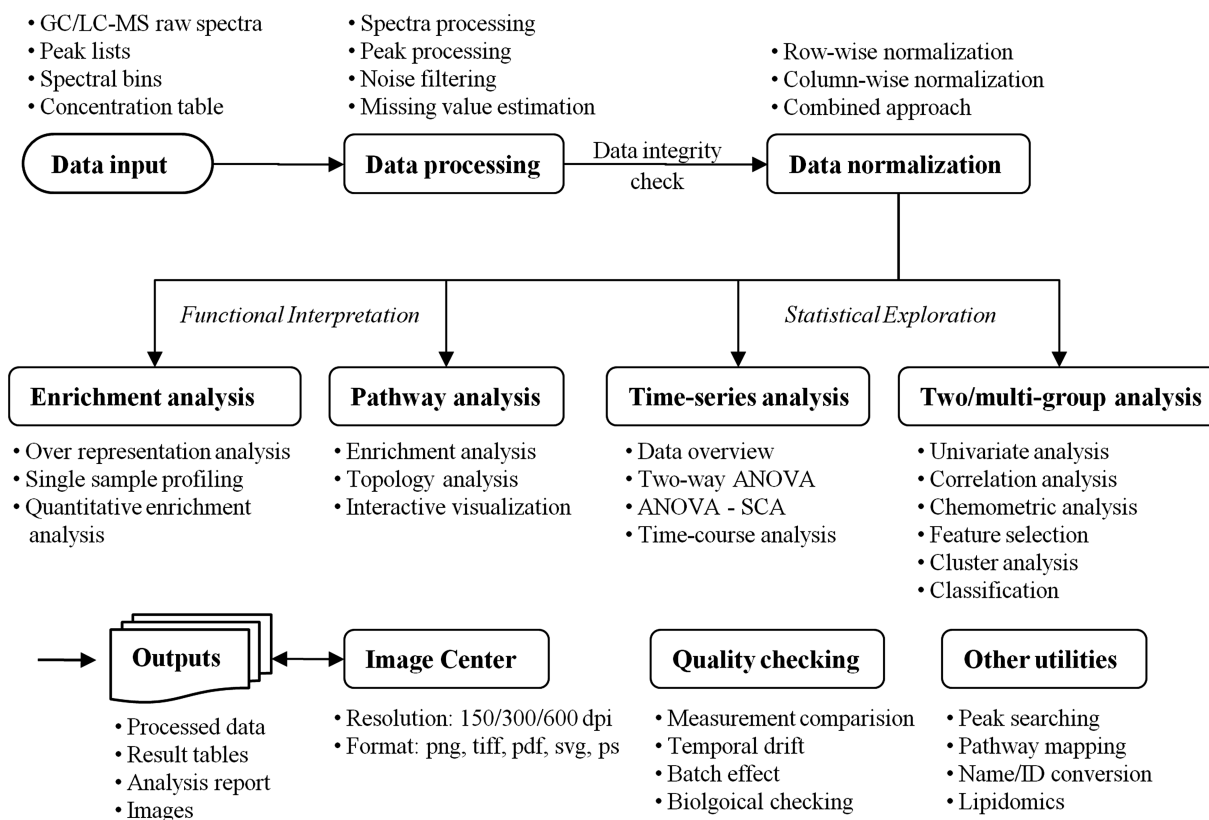 • GC/LC-MS raw spectra
• Peak lists
• Spectral bins
• Concentration table
Data input
• Spectra processing
• Peak processing
• Noise filtering
• Missing value estimation
Data processing
Data integrity
check
• Row-wise normalization
• Column-wise normalization
• Combined approach
Data normalization
Functional Interpretation
Statistical Exploration
Enrichment analysis
• Over representation analysis
• Single sample profiling
• Quantitative enrichment
analysis
Pathway analysis
• Enrichment analysis
• Topology analysis
• Interactive visualization
Time-series analysis
• Data overview
• Two-way ANOVA
• ANOVA - SCA
• Time-course analysis
Two/multi-group analysis
• Univariate analysis
• Correlation analysis
• Chemometric analysis
• Feature selection
• Cluster analysis
• Classification
Outputs
• Processed data
• Result tables
• Analysis report
• Images
Image Center
• Resolution: 150/300/600 dpi
• Format: png, tiff, pdf, svg, ps
Quality checking
• Measurement comparision
• Temporal drift
• Batch effect
• Biolgoical checking
Other utilities
• Peak searching
• Pathway mapping
• Name/ID conversion
• Lipidomics